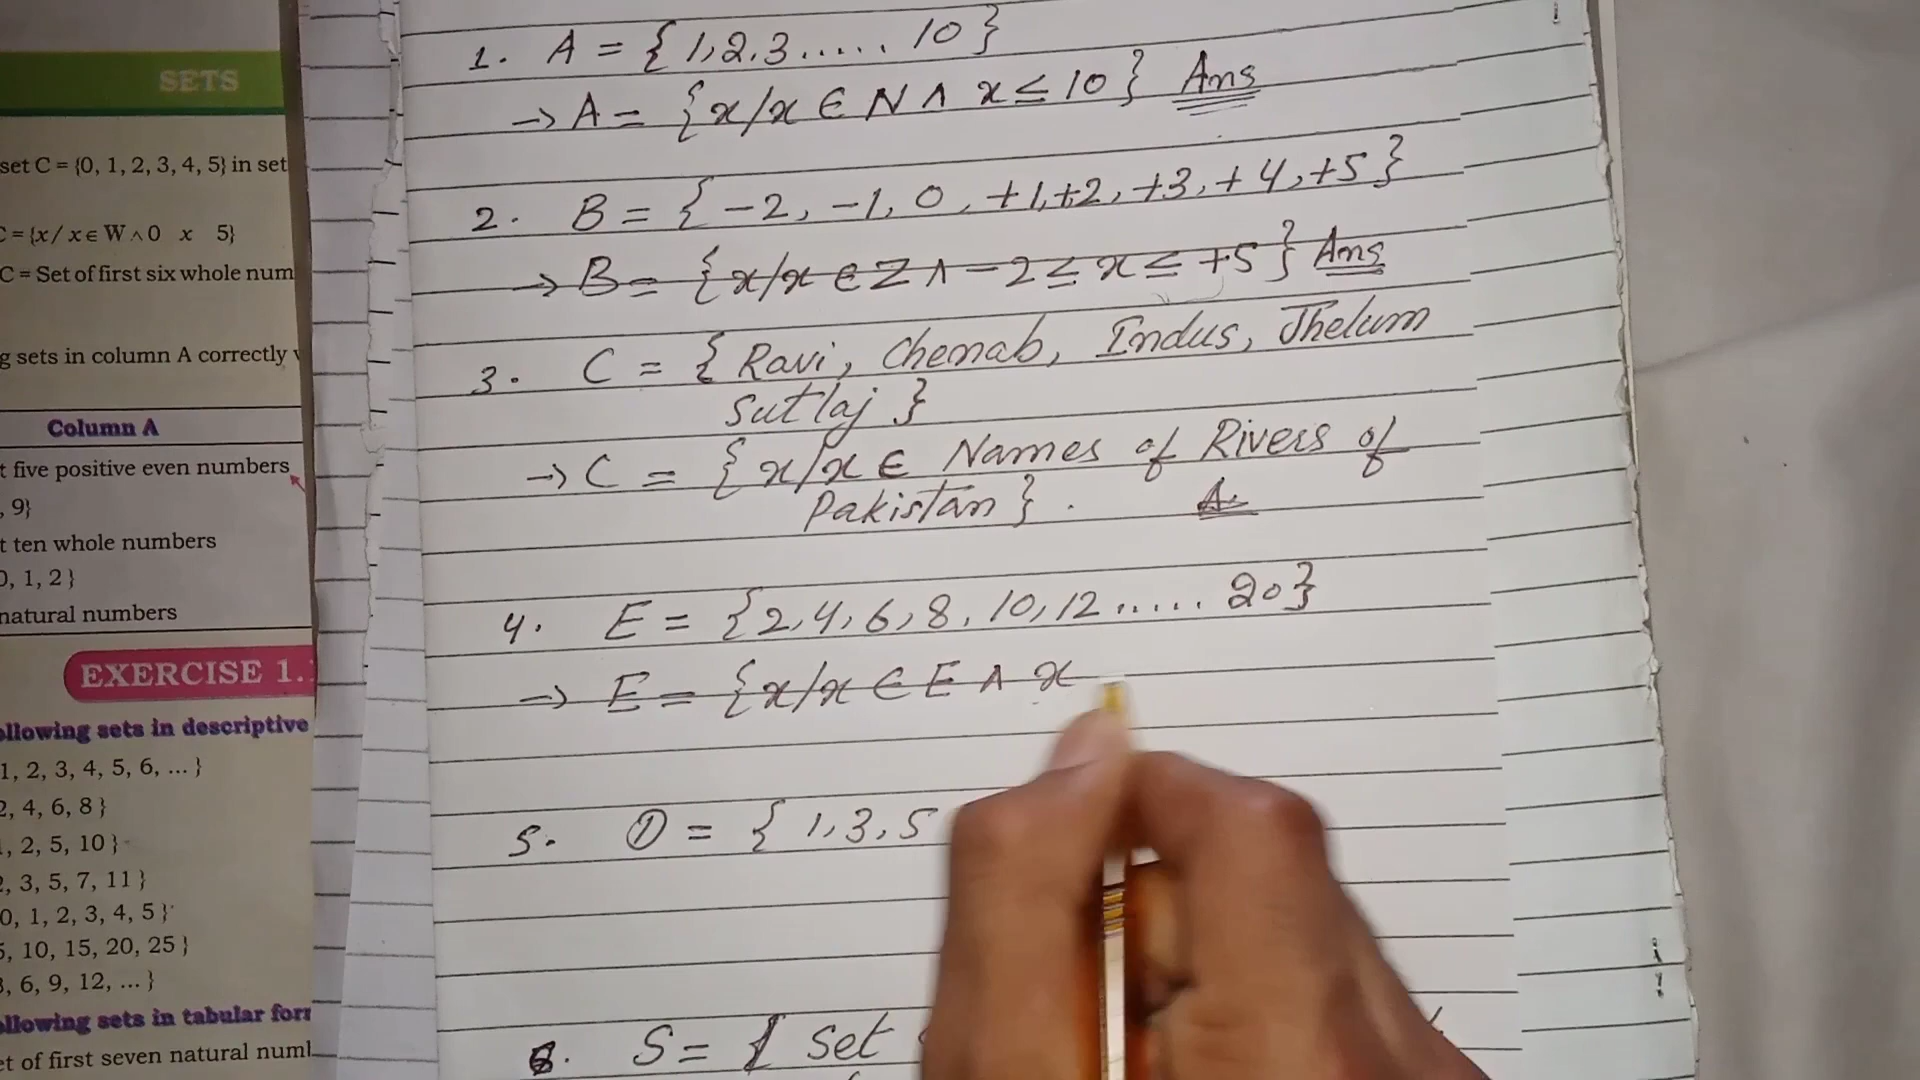 SETS
set C = {0, 1, 2, 3, 4, 5} in set
C = {x / x ∈ W ∧ 0 x 5}
C = Set of first six whole num
g sets in column A correctly
Column A
t five positive even numbers
, 9}
t ten whole numbers
0, 1, 2 }
natural numbers
EXERCISE 1.
ollowing sets in descriptive
1, 2, 3, 4, 5, 6, ... }
2, 4, 6, 8 }
, 2, 5, 10 }
2, 3, 5, 7, 11 }
0, 1, 2, 3, 4, 5 }
5, 10, 15, 20, 25 }
3, 6, 9, 12, ... }
ollowing sets in tabular for
et of first seven natural num
1. A = { 1, 2, 3 ..... 10 }
→ A = { x/x ∈ N ∧ x ≤ 10 } Ans
2. B = { -2, -1, 0, +1, +2, +3, +4, +5 }
→ B = { x/x ∈ Z ∧ -2 ≤ x ≤ +5 } Ans
3. C = { Ravi, Chenab, Indus, Jhelum
Sutlaj }
→ C = { x/x ∈ Names of Rivers of
Pakistan }. A
4. E = { 2, 4, 6, 8, 10, 12 ..... 20 }
→ E = { x/x ∈ E ∧ x
5. O = { 1, 3, 5
6. S = { Set